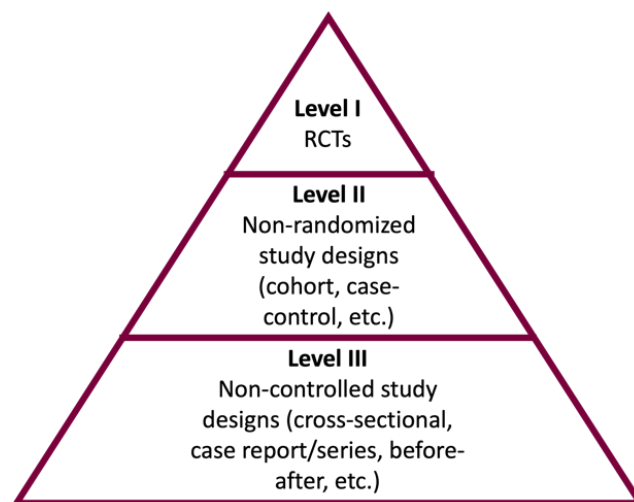 Level I
RCTs
Level II
Non-randomized
study designs
(cohort, case-
control, etc.)
Level III
Non-controlled study
designs (cross-sectional,
case report/series, before-
after, etc.)